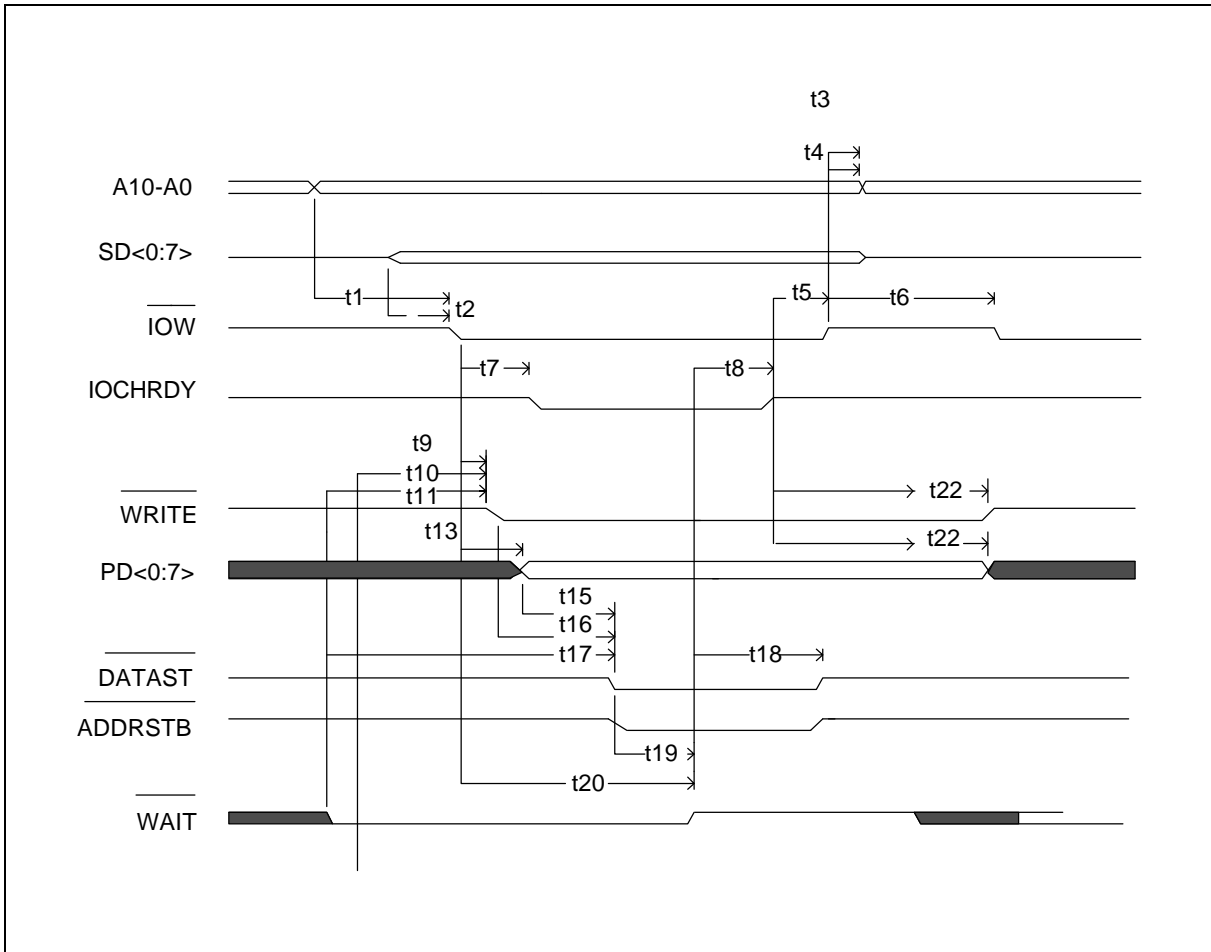 t3
t4
A10-A0
SD<0:7>
t1
t2
t5
t6
IOW
t7
t8
IOCHRDY
t9
t10
t11
t22
WRITE
t13
t22
PD<0:7>
t15
t16
t17
t18
DATAST
ADDRSTB
t19
t20
WAIT